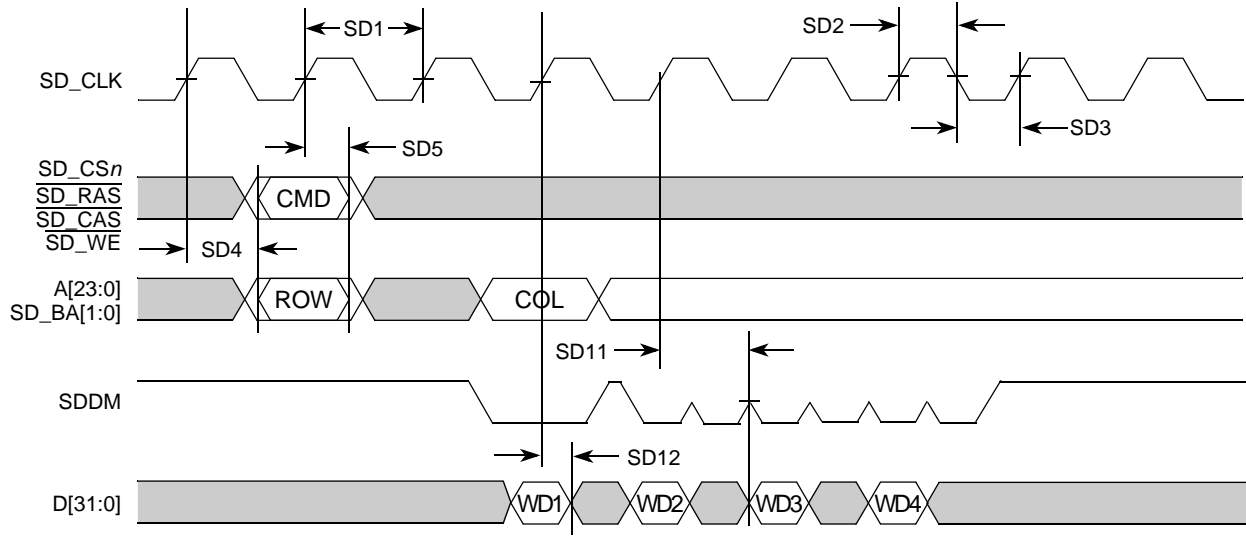 SD1
SD2
SD_CLK
SD3
SD5
SD_CSn
SD_RAS
SD_CAS
SD_WE
CMD
SD4
A[23:0]
SD_BA[1:0]
ROW
COL
SD11
SDDM
SD12
D[31:0]
WD1
WD2
WD3
WD4